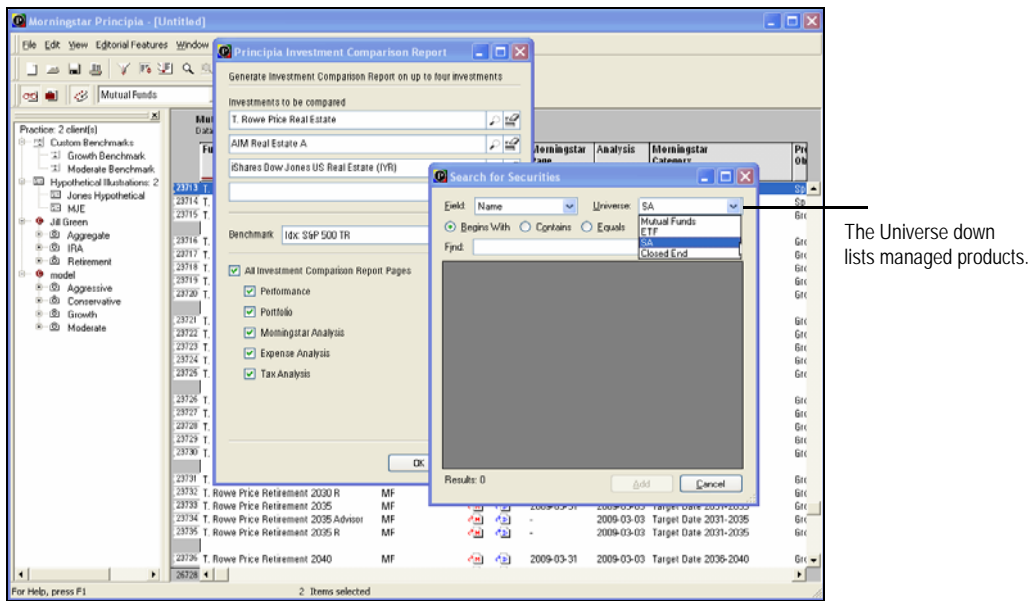 Morningstar Principia - [Untitled]
File Edit View Editorial Features Window
Mutual Funds
Practice: 2 client(s)
Custom Benchmarks
Growth Benchmark
Moderate Benchmark
Hypothetical Illustrations: 2
Jones Hypothetical
MJE
Jill Green
Aggregate
IRA
Retirement
model
Aggressive
Conservative
Growth
Moderate
Principia Investment Comparison Report
Generate Investment Comparison Report on up to four investments
Investments to be compared
T. Rowe Price Real Estate
AIM Real Estate A
iShares Dow Jones US Real Estate (IYR)
Benchmark Idx: S&P 500 TR
All Investment Comparison Report Pages
Performance
Portfolio
Morningstar Analysis
Expense Analysis
Tax Analysis
OK
Morningstar Analysis Morningstar
Category
Search for Securities
Field: Name Universe: SA
Begins With Contains Equals
Find:
Mutual Funds
ETF
SA
Closed End
Results: 0 Add Cancel
23713 T.
23714 T.
23715 T.
23716 T.
23717 T.
23718 T.
23719 T.
23720 T.
23721 T.
23722 T.
23723 T.
23724 T.
23725 T.
23726 T.
23727 T.
23728 T.
23729 T.
23730 T.
23731 T.
23732 T. Rowe Price Retirement 2030 R MF
23733 T. Rowe Price Retirement 2035 MF 2009-03-31 2009-03-03 Target Date 2031-2035
23734 T. Rowe Price Retirement 2035 Advisor MF - 2009-03-03 Target Date 2031-2035
23735 T. Rowe Price Retirement 2035 R MF - 2009-03-03 Target Date 2031-2035
23736 T. Rowe Price Retirement 2040 MF 2009-03-31 2009-03-03 Target Date 2036-2040
26728
For Help, press F1 2 Items selected
The Universe down
lists managed products.